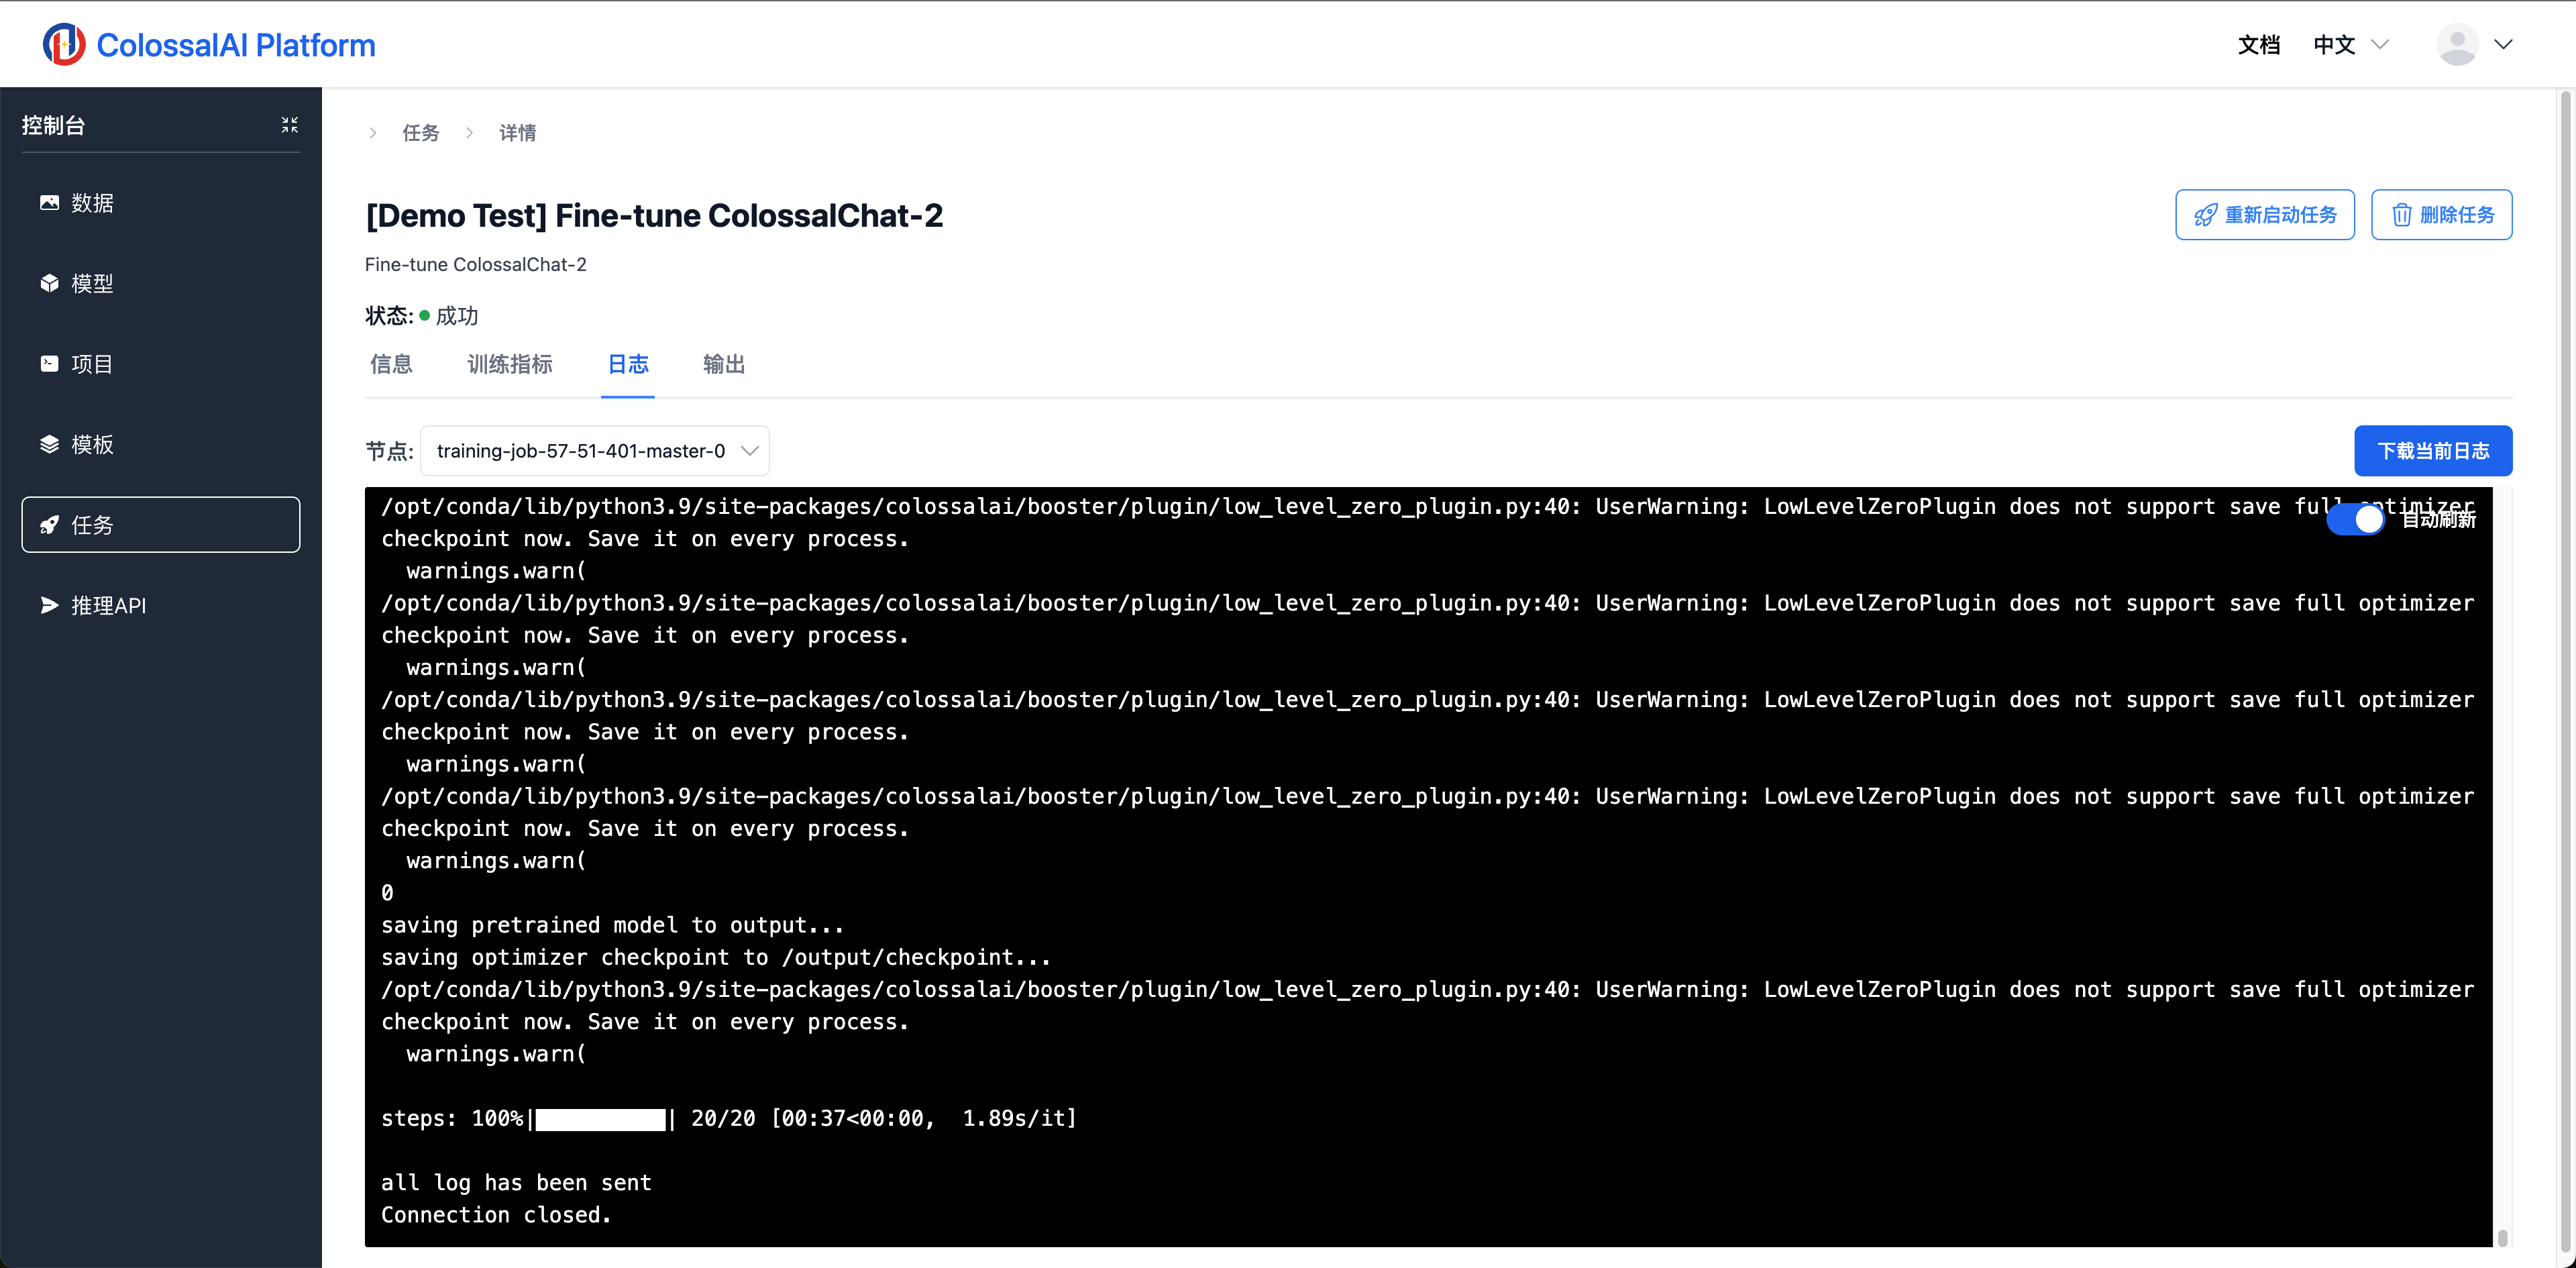 ColossalAI Platform
文档
中文
控制台
数据
模型
项目
模板
任务
推理API
任务
详情
[Demo Test] Fine-tune ColossalChat-2
重新启动任务
删除任务
Fine-tune ColossalChat-2
状态: 成功
信息
训练指标
日志
输出
节点: training-job-57-51-401-master-0
下载当前日志
自动刷新
/opt/conda/lib/python3.9/site-packages/colossalai/booster/plugin/low_level_zero_plugin.py:40: UserWarning: LowLevelZeroPlugin does not support save full optimizer
checkpoint now. Save it on every process.
warnings.warn(
/opt/conda/lib/python3.9/site-packages/colossalai/booster/plugin/low_level_zero_plugin.py:40: UserWarning: LowLevelZeroPlugin does not support save full optimizer
checkpoint now. Save it on every process.
warnings.warn(
/opt/conda/lib/python3.9/site-packages/colossalai/booster/plugin/low_level_zero_plugin.py:40: UserWarning: LowLevelZeroPlugin does not support save full optimizer
checkpoint now. Save it on every process.
warnings.warn(
/opt/conda/lib/python3.9/site-packages/colossalai/booster/plugin/low_level_zero_plugin.py:40: UserWarning: LowLevelZeroPlugin does not support save full optimizer
checkpoint now. Save it on every process.
warnings.warn(
0
saving pretrained model to output...
saving optimizer checkpoint to /output/checkpoint...
/opt/conda/lib/python3.9/site-packages/colossalai/booster/plugin/low_level_zero_plugin.py:40: UserWarning: LowLevelZeroPlugin does not support save full optimizer
checkpoint now. Save it on every process.
warnings.warn(
steps: 100%| | 20/20 [00:37<00:00, 1.89s/it]
all log has been sent
Connection closed.